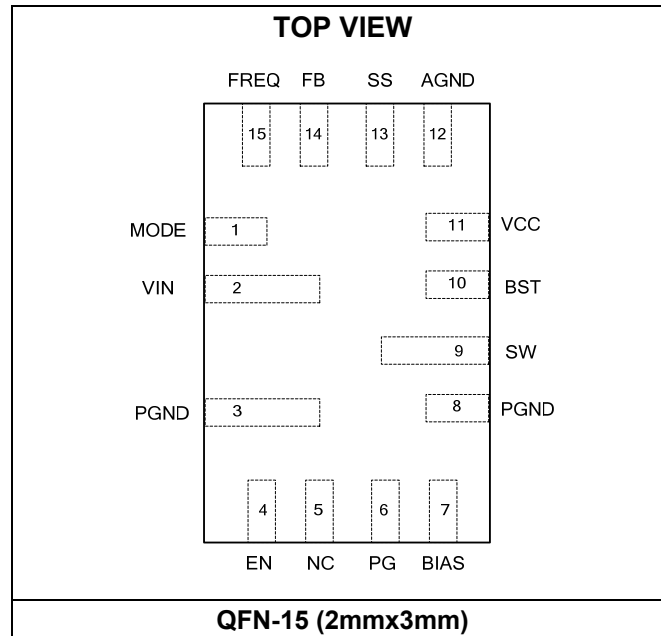 TOP VIEW
FREQ FB SS AGND
15 14 13 12
MODE 1 11 VCC
VIN 2 10 BST
9 SW
PGND 3 8 PGND
4 5 6 7
EN NC PG BIAS
QFN-15 (2mmx3mm)